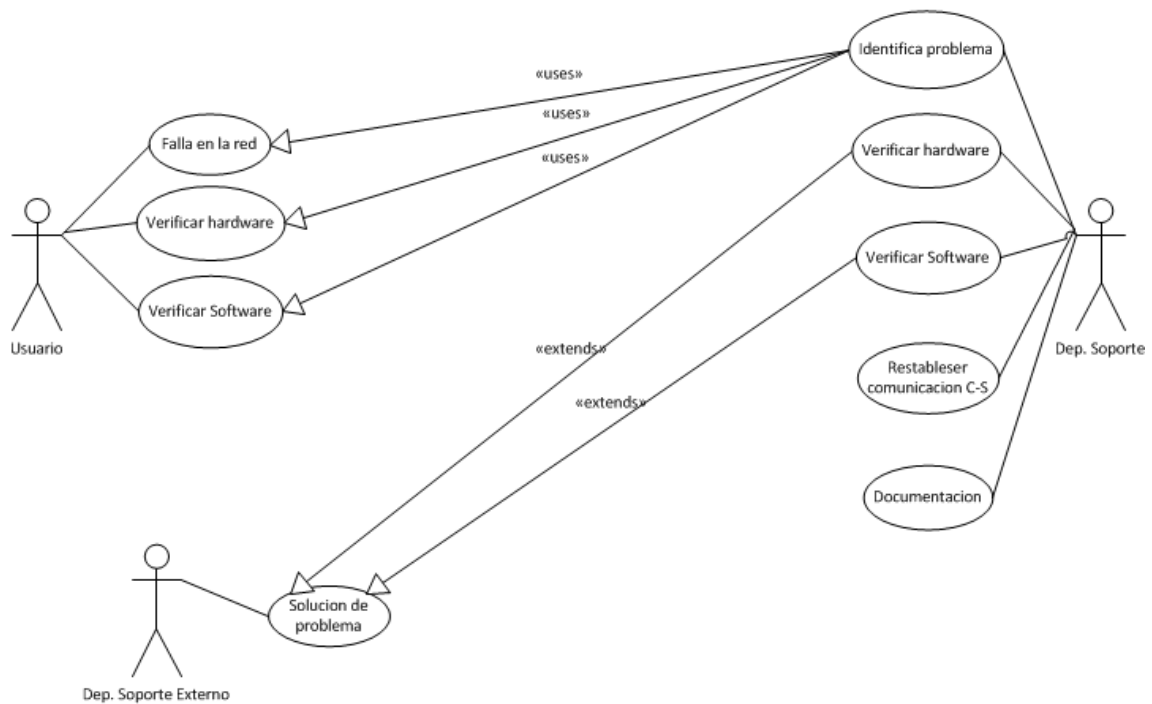 Identifica problema
«uses»
«uses»
Falla en la red
Verificar hardware
«uses»
Verificar hardware
Verificar Software
Verificar Software
Usuario
Dep. Soporte
«extends»
Restableser
comunicacion C-S
«extends»
Documentacion
Solucion de
problema
Dep. Soporte Externo